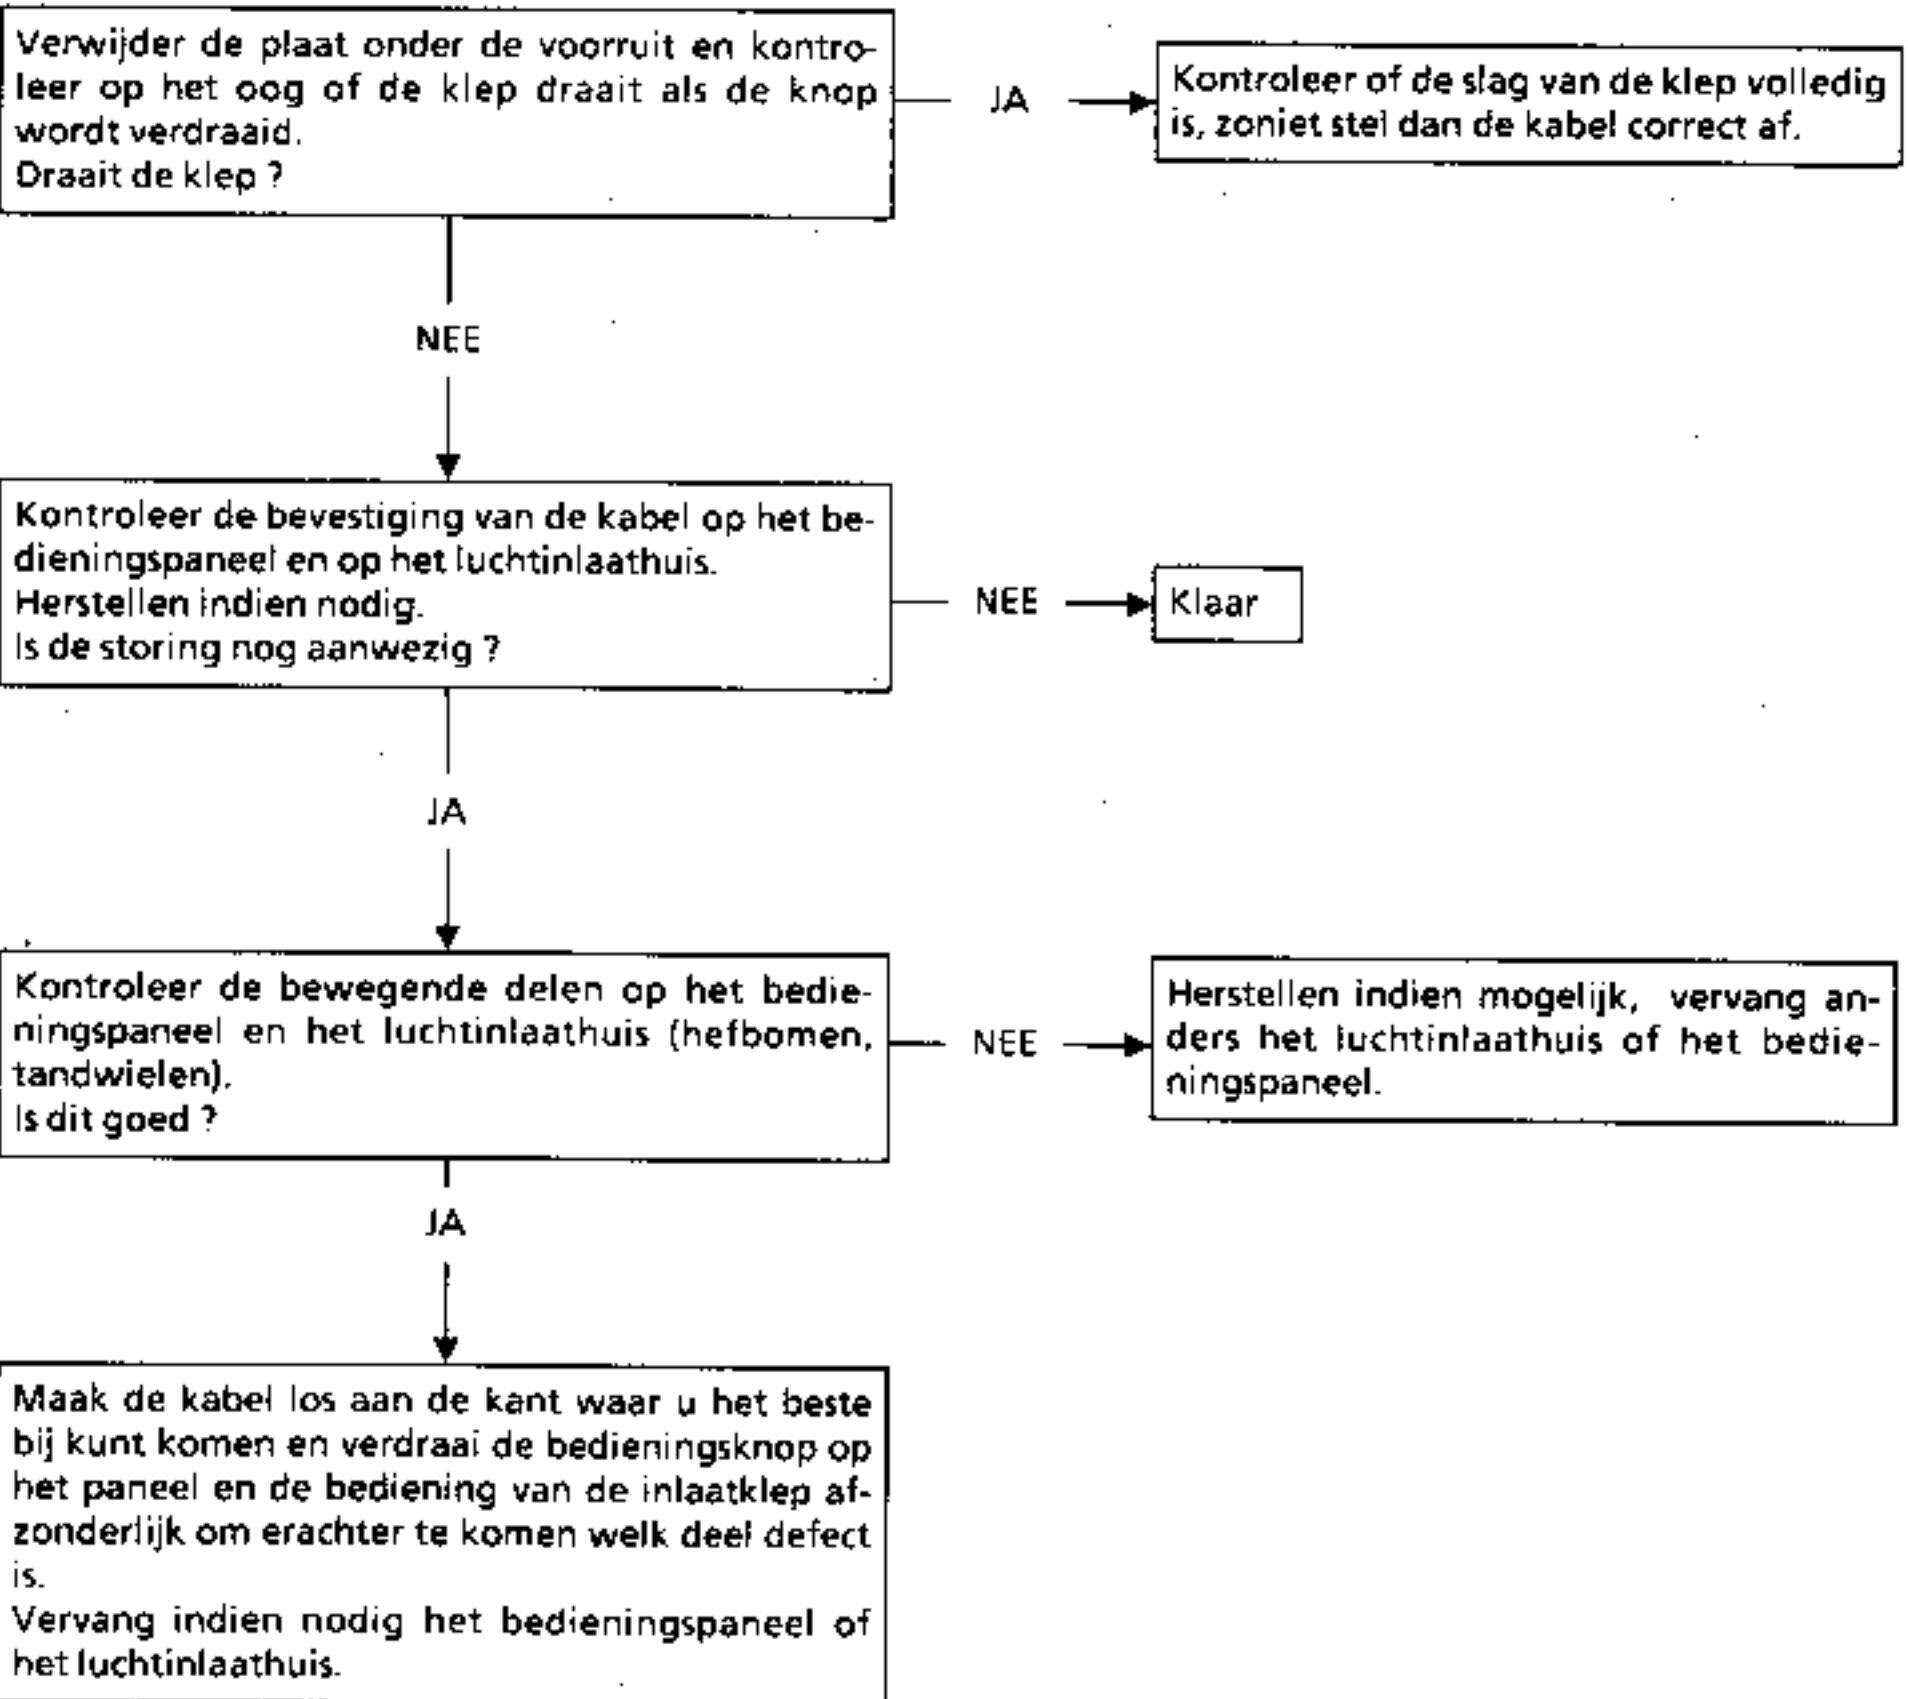 Verwijder de plaat onder de voorruit en kontro-
leer op het oog of de klep draait als de knop
wordt verdraaid.
Draait de klep ?
JA
Kontroleer of de slag van de klep volledig
is, zoniet stel dan de kabel correct af.
NEE
Kontroleer de bevestiging van de kabel op het be-
dieningspaneel en op het luchtinlaathuis.
Herstellen indien nodig.
Is de storing nog aanwezig ?
NEE
Klaar
JA
Kontroleer de bewegende delen op het bedie-
ningspaneel en het luchtinlaathuis (hefbomen,
tandwielen).
Is dit goed ?
NEE
Herstellen indien mogelijk, vervang an-
ders het luchtinlaathuis of het bedie-
ningspaneel.
JA
Maak de kabel los aan de kant waar u het beste
bij kunt komen en verdraai de bedieningsknop op
het paneel en de bediening van de inlaatklep af-
zonderlijk om erachter te komen welk deel defect
is.
Vervang indien nodig het bedieningspaneel of
het luchtinlaathuis.